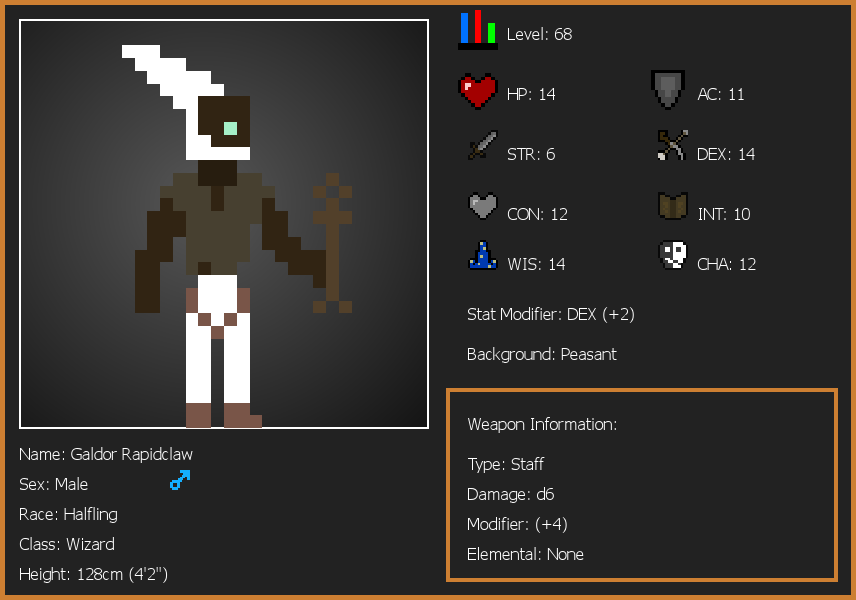 Level: 68
HP: 14
AC: 11
STR: 6
DEX: 14
CON: 12
INT: 10
WIS: 14
CHA: 12
Stat Modifier: DEX (+2)
Background: Peasant
Weapon Information:
Type: Staff
Damage: d6
Modifier: (+4)
Elemental: None
Name: Galdor Rapidclaw
Sex: Male
Race: Halfling
Class: Wizard
Height: 128cm (4'2")